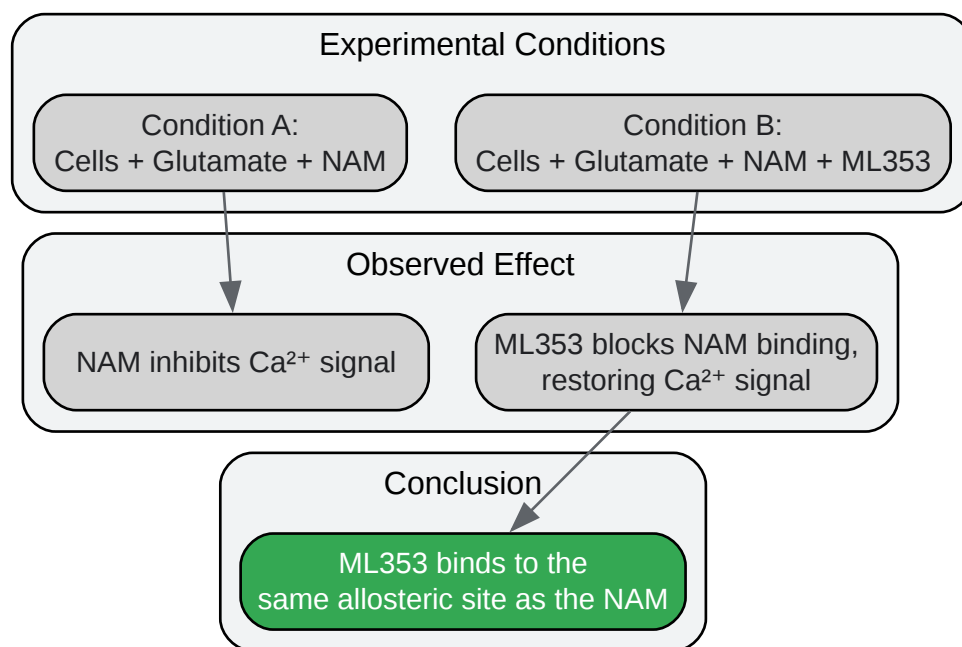 Experimental Conditions
Condition A:
Cells + Glutamate + NAM
Condition B:
Cells + Glutamate + NAM + ML353
Observed Effect
NAM inhibits Ca²⁺ signal
ML353 blocks NAM binding,
restoring Ca²⁺ signal
Conclusion
ML353 binds to the
same allosteric site as the NAM